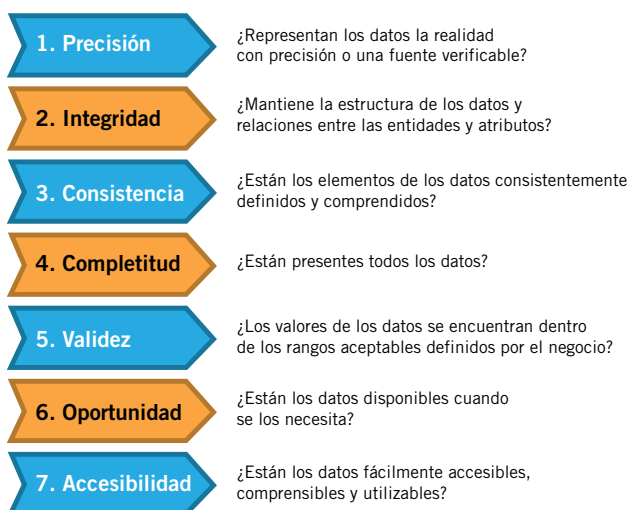 1. Precisión
¿Representan los datos la realidad
con precisión o una fuente verificable?
2. Integridad
¿Mantiene la estructura de los datos y
relaciones entre las entidades y atributos?
3. Consistencia
¿Están los elementos de los datos consistentemente
definidos y comprendidos?
4. Completitud
¿Están presentes todos los datos?
5. Validez
¿Los valores de los datos se encuentran dentro
de los rangos aceptables definidos por el negocio?
6. Oportunidad
¿Están los datos disponibles cuando
se los necesita?
7. Accesibilidad
¿Están los datos fácilmente accesibles,
comprensibles y utilizables?